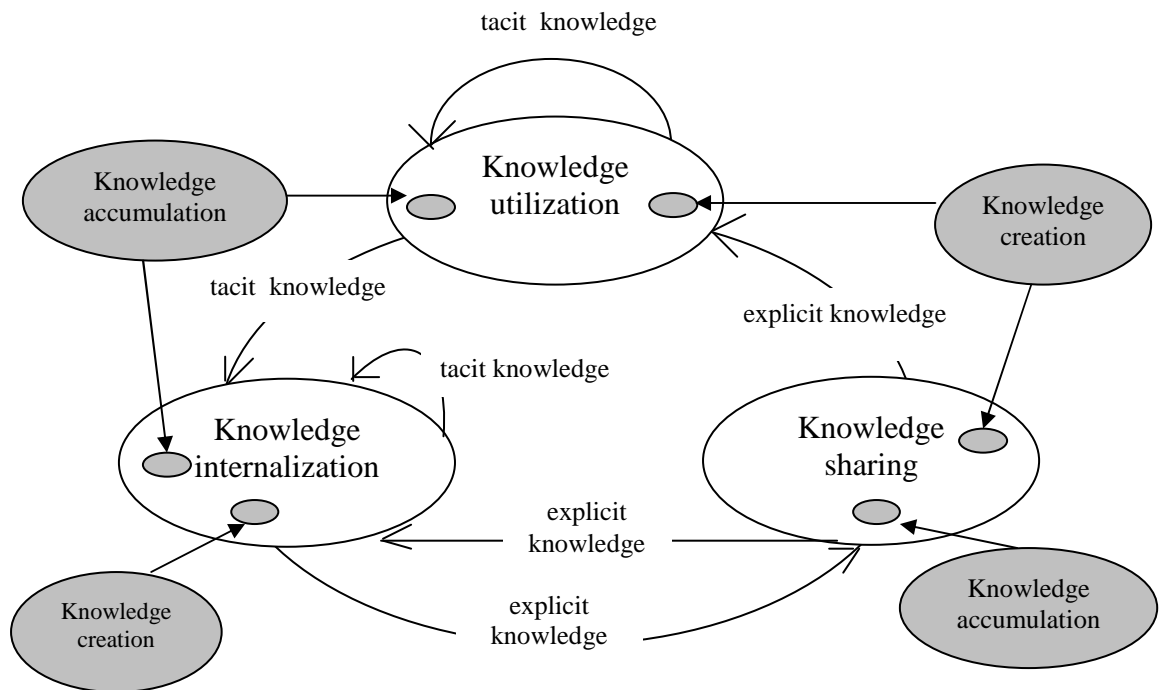 tacit knowledge
Knowledge
utilization
Knowledge
accumulation
Knowledge
creation
tacit knowledge
explicit knowledge
tacit knowledge
Knowledge
internalization
Knowledge
sharing
explicit
knowledge
Knowledge
creation
explicit
knowledge
Knowledge
accumulation